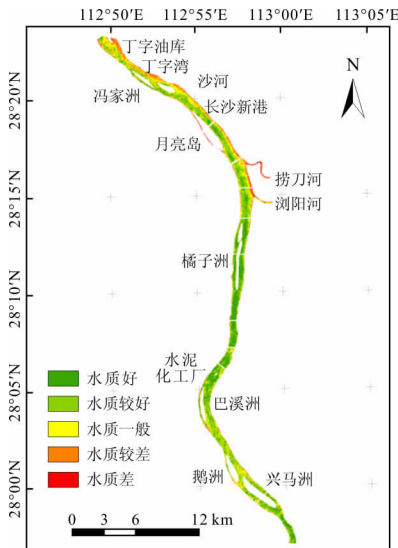 112°50′E 112°55′E 113°00′E 113°05′E
28°20′N
28°15′N
28°10′N
28°05′N
28°00′N
N
丁字油库
丁字湾
沙河
冯家洲
长沙新港
月亮岛
捞刀河
浏阳河
橘子洲
水泥
化工厂
巴溪洲
鹅洲
兴马洲
水质好
水质较好
水质一般
水质较差
水质差
0 3 6 12 km